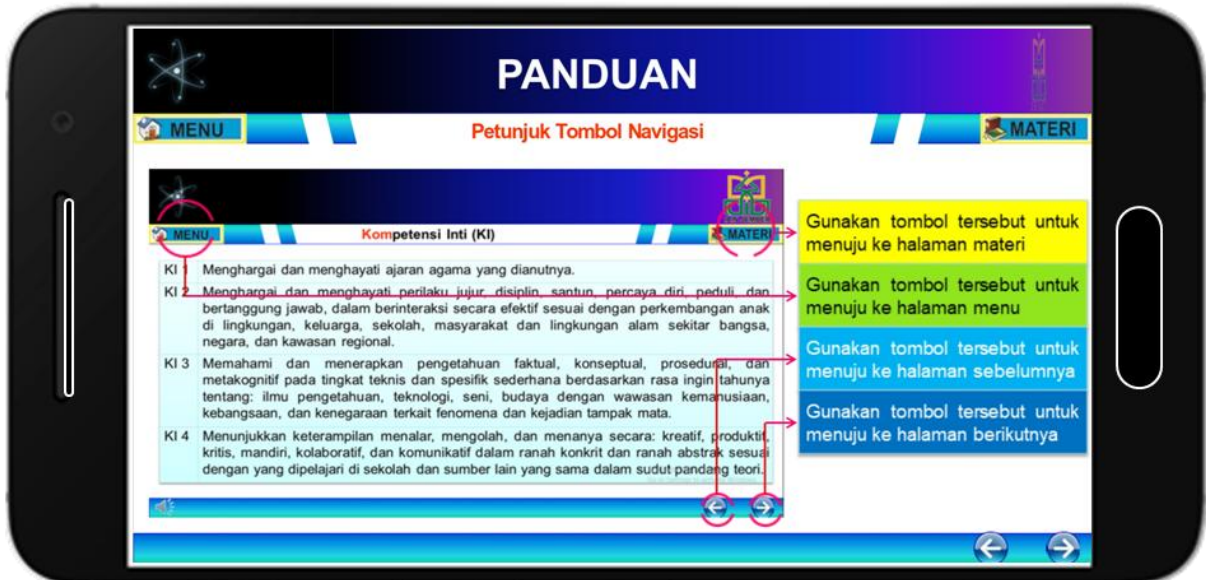 PANDUAN
MENU
Petunjuk Tombol Navigasi
MATERI
MENU
Kompetensi Inti (KI)
MATERI
KI 1 Menghargai dan menghayati ajaran agama yang dianutnya.
KI 2 Menghargai dan menghayati perilaku jujur, disiplin, santun, percaya diri, peduli, dan
bertanggung jawab, dalam berinteraksi secara efektif sesuai dengan perkembangan anak
di lingkungan, keluarga, sekolah, masyarakat dan lingkungan alam sekitar bangsa,
negara, dan kawasan regional.
KI 3 Memahami dan menerapkan pengetahuan faktual, konseptual, prosedural, dan
metakognitif pada tingkat teknis dan spesifik sederhana berdasarkan rasa ingin tahunya
tentang: ilmu pengetahuan, teknologi, seni, budaya dengan wawasan kemanusiaan,
kebangsaan, dan kenegaraan terkait fenomena dan kejadian tampak mata.
KI 4 Menunjukkan keterampilan menalar, mengolah, dan menanya secara: kreatif, produktif,
kritis, mandiri, kolaboratif, dan komunikatif dalam ranah konkrit dan ranah abstrak sesuai
dengan yang dipelajari di sekolah dan sumber lain yang sama dalam sudut pandang teori.
Gunakan tombol tersebut untuk
menuju ke halaman materi
Gunakan tombol tersebut untuk
menuju ke halaman menu
Gunakan tombol tersebut untuk
menuju ke halaman sebelumnya
Gunakan tombol tersebut untuk
menuju ke halaman berikutnya